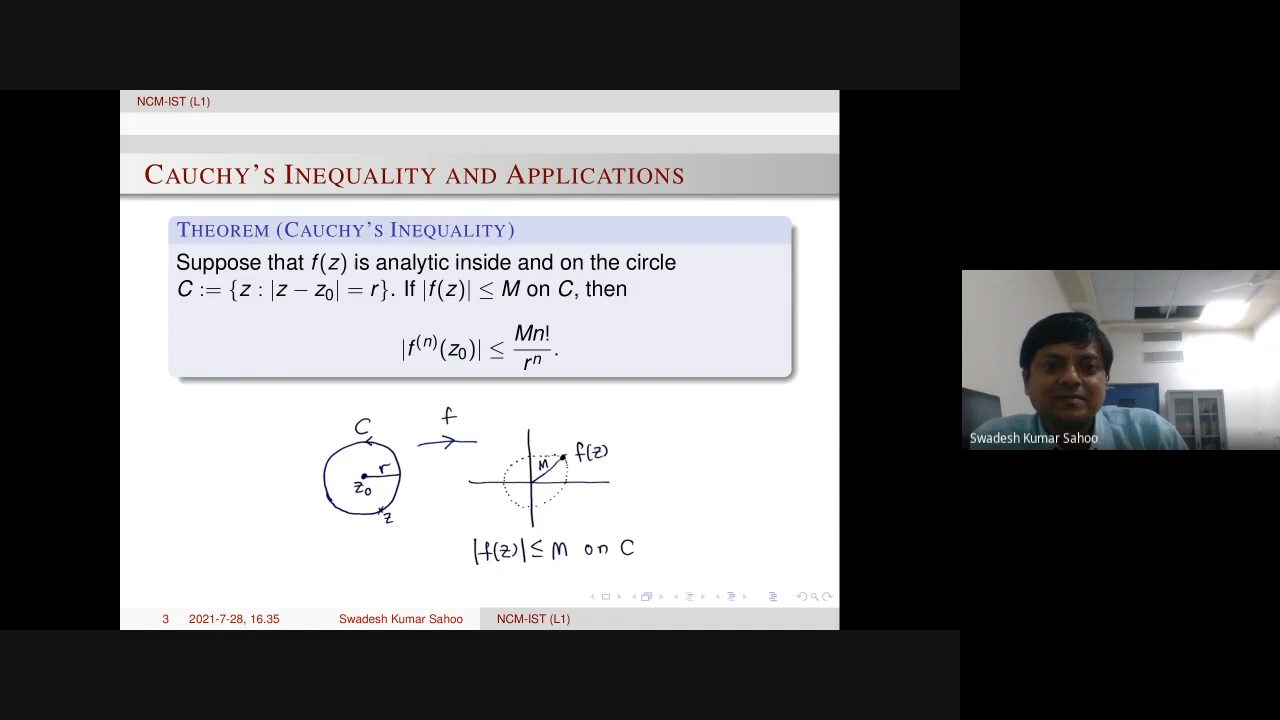 NCM-IST (L1)
CAUCHY'S INEQUALITY AND APPLICATIONS
THEOREM (CAUCHY'S INEQUALITY)
Suppose that f(z) is analytic inside and on the circle
C := {z : |z − z₀| = r}. If |f(z)| ≤ M on C, then
|f⁽ⁿ⁾(z₀)| ≤ Mn!/rⁿ.
C
f
r
z₀
z
M
f(z)
|f(z)| ≤ M on C
3 2021-7-28, 16.35 Swadesh Kumar Sahoo NCM-IST (L1)
Swadesh Kumar Sahoo